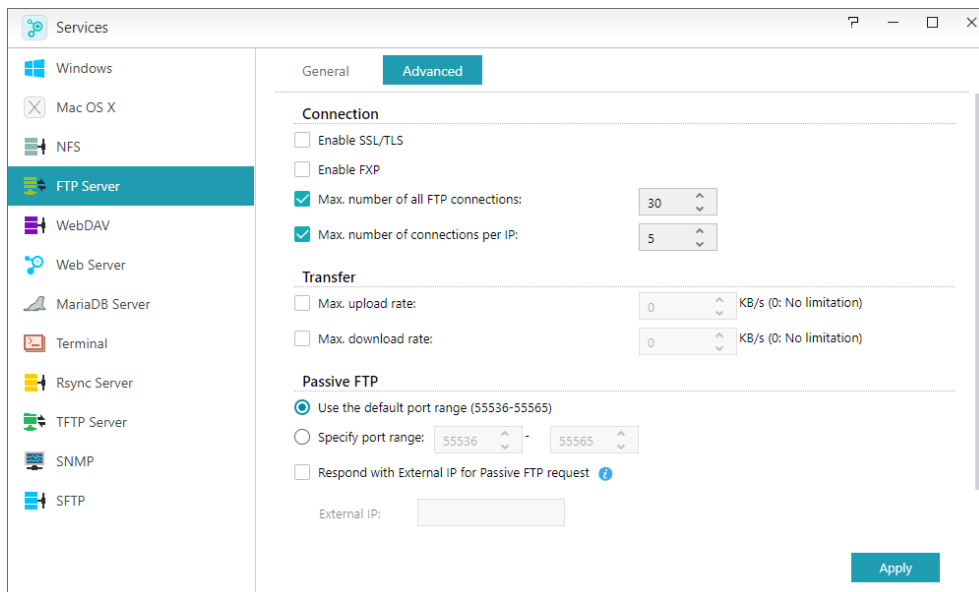 Services
Windows
Mac OS X
NFS
FTP Server
WebDAV
Web Server
MariaDB Server
Terminal
Rsync Server
TFTP Server
SNMP
SFTP
General Advanced
Connection
Enable SSL/TLS
Enable FXP
Max. number of all FTP connections: 30
Max. number of connections per IP: 5
Transfer
Max. upload rate: 0 KB/s (0: No limitation)
Max. download rate: 0 KB/s (0: No limitation)
Passive FTP
Use the default port range (55536-55565)
Specify port range: 55536 - 55565
Respond with External IP for Passive FTP request
External IP:
Apply